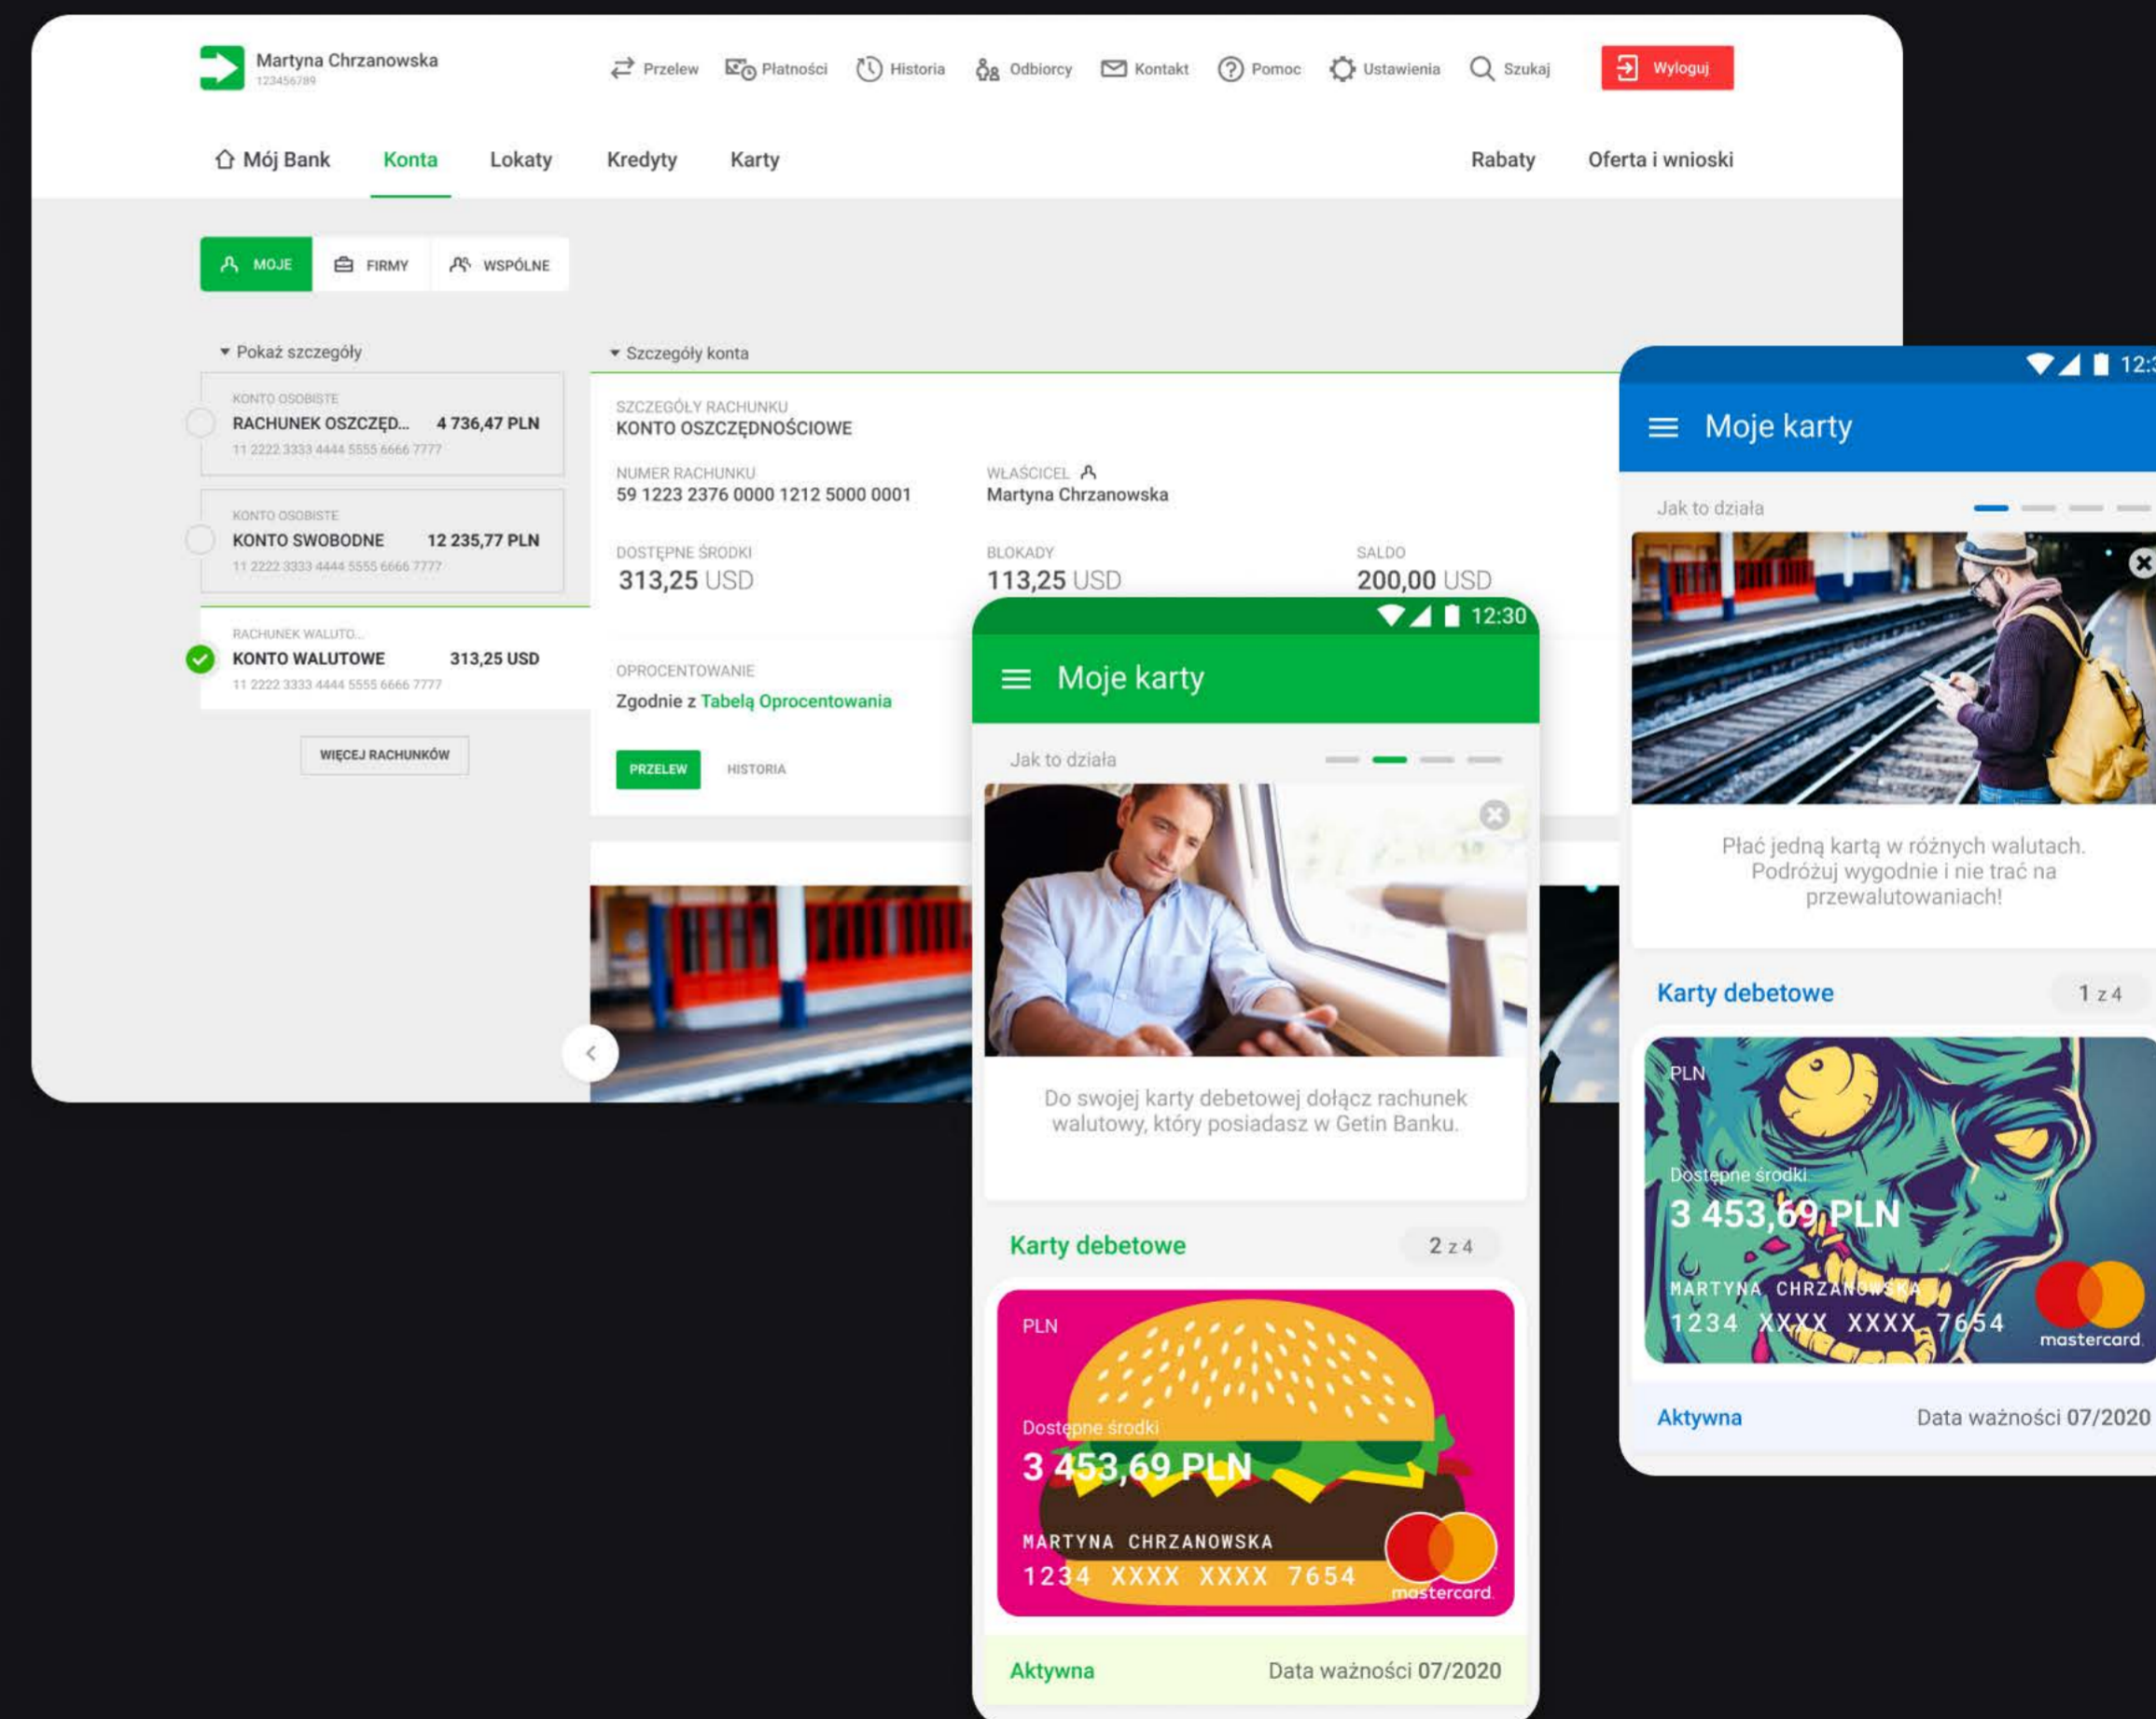 Martyna Chrzanowska
123456789
Przelew Płatności Historia Odbiorcy Kontakt Pomoc Ustawienia Szukaj Wyloguj
Mój Bank Konta Lokaty Kredyty Karty Rabaty Oferta i wnioski
MOJE FIRMY WSPÓLNE
Pokaż szczegóły
KONTO OSOBISTE
RACHUNEK OSZCZĘD... 4 736,47 PLN
11 2222 3333 4444 5555 6666 7777
KONTO OSOBISTE
KONTO SWOBODNE 12 235,77 PLN
11 2222 3333 4444 5555 6666 7777
RACHUNEK WALUTO...
KONTO WALUTOWE 313,25 USD
11 2222 3333 4444 5555 6666 7777
WIĘCEJ RACHUNKÓW
Szczegóły konta
SZCZEGÓŁY RACHUNKU
KONTO OSZCZĘDNOŚCIOWE
NUMER RACHUNKU WŁAŚCICEL
59 1223 2376 0000 1212 5000 0001 Martyna Chrzanowska
DOSTĘPNE ŚRODKI BLOKADY SALDO
313,25 USD 113,25 USD 200,00 USD
OPROCENTOWANIE
Zgodnie z Tabelą Oprocentowania
PRZELEW HISTORIA
12:30
Moje karty
Jak to działa
Do swojej karty debetowej dołącz rachunek
walutowy, który posiadasz w Getin Banku.
Karty debetowe 2 z 4
PLN
Dostępne środki
3 453,69 PLN
MARTYNA CHRZANOWSKA
1234 XXXX XXXX 7654
mastercard.
Aktywna Data ważności 07/2020
12:3
Moje karty
Jak to działa
Płać jedną kartą w różnych walutach.
Podróżuj wygodnie i nie trać na
przewalutowaniach!
Karty debetowe 1 z 4
PLN
Dostępne środki
3 453,69 PLN
MARTYNA CHRZANOWSKA
1234 XXXX XXXX 7654
mastercard.
Aktywna Data ważności 07/2020